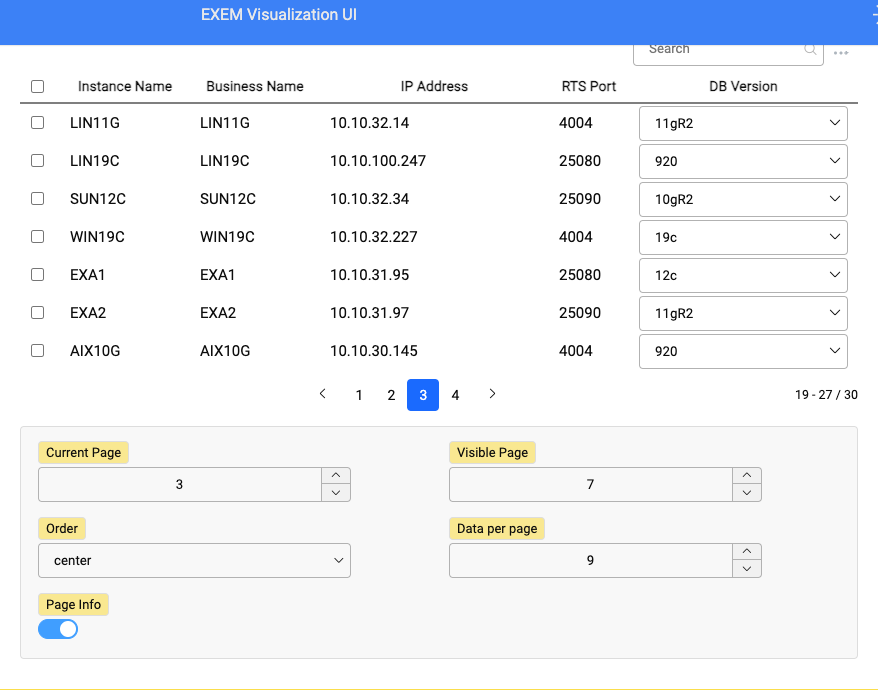 EXEM Visualization UI
Search
Instance Name Business Name IP Address RTS Port DB Version
LIN11G LIN11G 10.10.32.14 4004 11gR2
LIN19C LIN19C 10.10.100.247 25080 920
SUN12C SUN12C 10.10.32.34 25090 10gR2
WIN19C WIN19C 10.10.32.227 4004 19c
EXA1 EXA1 10.10.31.95 25080 12c
EXA2 EXA2 10.10.31.97 25090 11gR2
AIX10G AIX10G 10.10.30.145 4004 920
1 2 3 4 19 - 27 / 30
Current Page Visible Page
3 7
Order Data per page
center 9
Page Info